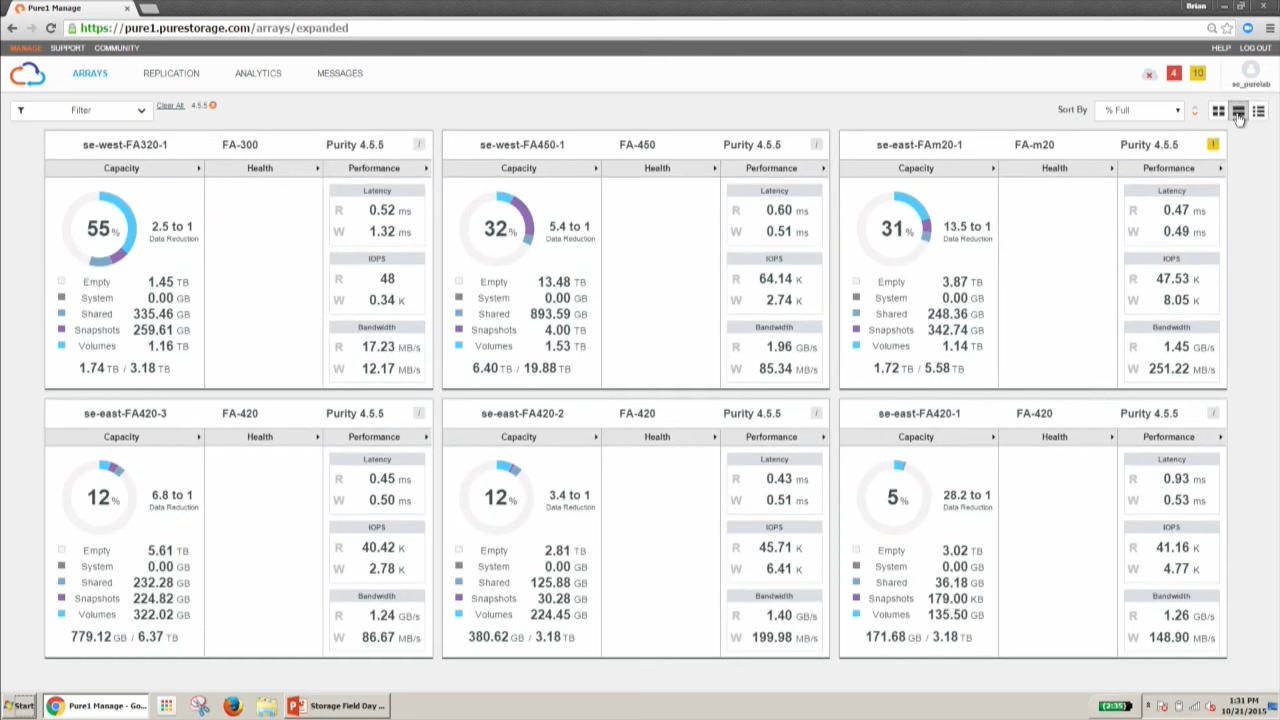 Pure1 Manage
Brian
https://pure1.purestorage.com/arrays/expanded
MANAGE SUPPORT COMMUNITY HELP LOG OUT
ARRAYS REPLICATION ANALYTICS MESSAGES 4 10
se_purelab
Filter Clear All 4.5.5 Sort By % Full
se-west-FA320-1 FA-300 Purity 4.5.5
Capacity Health Performance
55% 2.5 to 1
Data Reduction
Empty 1.45 TB
System 0.00 GB
Shared 335.46 GB
Snapshots 259.61 GB
Volumes 1.16 TB
1.74 TB / 3.18 TB
Latency
R 0.52 ms
W 1.32 ms
IOPS
R 48
W 0.34 K
Bandwidth
R 17.23 MB/s
W 12.17 MB/s
se-west-FA450-1 FA-450 Purity 4.5.5
Capacity Health Performance
32% 5.4 to 1
Data Reduction
Empty 13.48 TB
System 0.00 GB
Shared 893.59 GB
Snapshots 4.00 TB
Volumes 1.53 TB
6.40 TB / 19.88 TB
Latency
R 0.60 ms
W 0.51 ms
IOPS
R 64.14 K
W 2.74 K
Bandwidth
R 1.96 GB/s
W 85.34 MB/s
se-east-FAm20-1 FA-m20 Purity 4.5.5 !
Capacity Health Performance
31% 13.5 to 1
Data Reduction
Empty 3.87 TB
System 0.00 GB
Shared 248.36 GB
Snapshots 342.74 GB
Volumes 1.14 TB
1.72 TB / 5.58 TB
Latency
R 0.47 ms
W 0.49 ms
IOPS
R 47.53 K
W 8.05 K
Bandwidth
R 1.45 GB/s
W 251.22 MB/s
se-east-FA420-3 FA-420 Purity 4.5.5
Capacity Health Performance
12% 6.8 to 1
Data Reduction
Empty 5.61 TB
System 0.00 GB
Shared 232.28 GB
Snapshots 224.82 GB
Volumes 322.02 GB
779.12 GB / 6.37 TB
Latency
R 0.45 ms
W 0.50 ms
IOPS
R 40.42 K
W 2.78 K
Bandwidth
R 1.24 GB/s
W 86.67 MB/s
se-east-FA420-2 FA-420 Purity 4.5.5
Capacity Health Performance
12% 3.4 to 1
Data Reduction
Empty 2.81 TB
System 0.00 GB
Shared 125.88 GB
Snapshots 30.28 GB
Volumes 224.45 GB
380.62 GB / 3.18 TB
Latency
R 0.43 ms
W 0.51 ms
IOPS
R 45.71 K
W 6.41 K
Bandwidth
R 1.40 GB/s
W 199.98 MB/s
se-east-FA420-1 FA-420 Purity 4.5.5
Capacity Health Performance
5% 28.2 to 1
Data Reduction
Empty 3.02 TB
System 0.00 GB
Shared 36.18 GB
Snapshots 179.00 KB
Volumes 135.50 GB
171.68 GB / 3.18 TB
Latency
R 0.93 ms
W 0.53 ms
IOPS
R 41.16 K
W 4.77 K
Bandwidth
R 1.26 GB/s
W 148.90 MB/s
Start Pure1 Manage - Go... Storage Field Day ... (2:35) 1:31 PM
10/21/2015